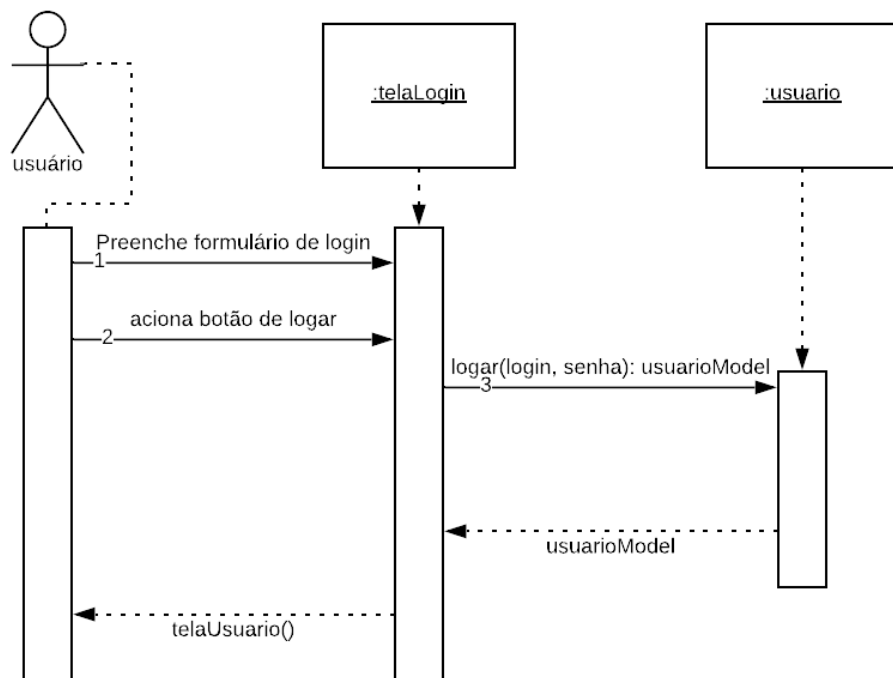 :telaLogin
:usuario
usuário
Preenche formulário de login
1
aciona botão de logar
2
logar(login, senha): usuarioModel
3
usuarioModel
telaUsuario()